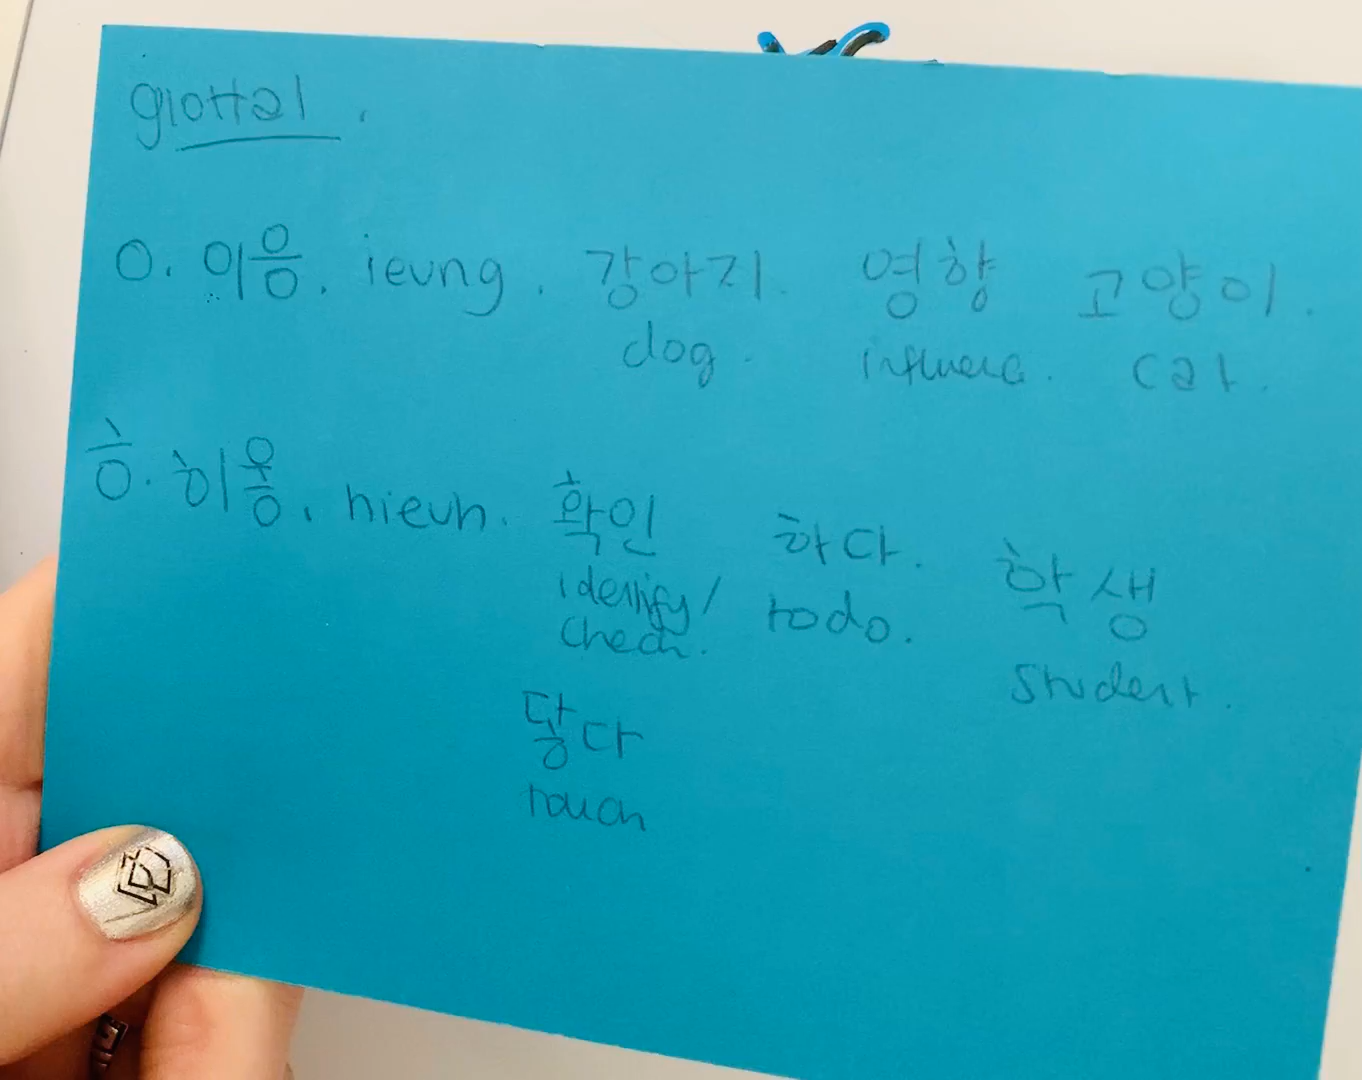 glottal.
ㅇ. 이응. ieung. 강아지. 영향 고양이.
dog. influence. cat.
ㅎ. 히읗. hieuh. 확인 하다. 학생
identify/ to do. student.
check.
닿다
touch